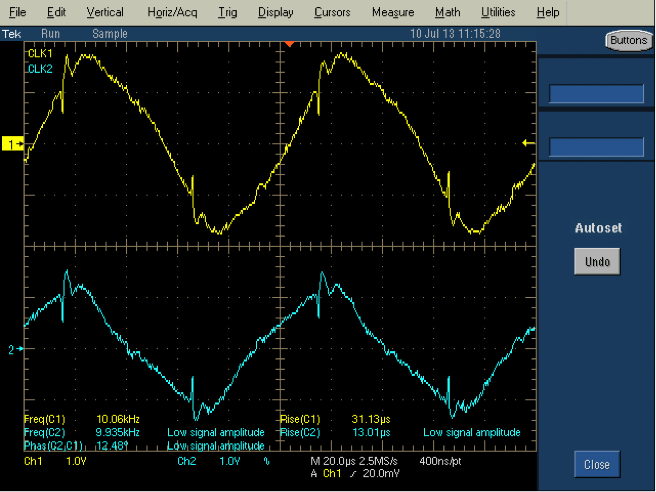 File Edit Vertical Horiz/Acq Trig Display Cursors Measure Math Utilities Help
Tek Run Sample 10 Jul 13 11:15:28
Buttons
CLK1
CLK2
1
Autoset
Undo
2
Freq(C1) 10.06kHz Rise(C1) 31.13µs
Freq(C2) 9.935kHz Low signal amplitude Rise(C2) 13.01µs Low signal amplitude
Phas(C2,C1) 12.48° Low signal amplitude
Ch1 1.0V Ch2 1.0V M 20.0µs 2.5MS/s 400ns/pt
A Ch1 20.0mV
Close